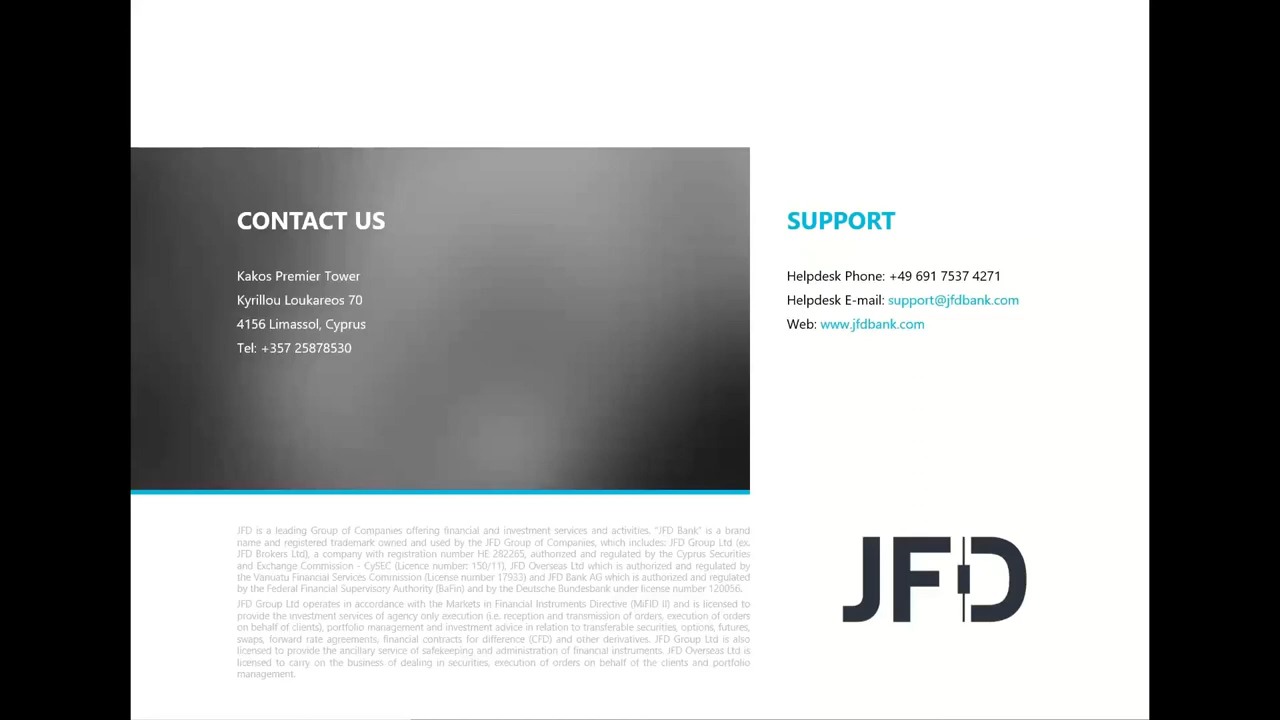 CONTACT US
Kakos Premier Tower
Kyrillou Loukareos 70
4156 Limassol, Cyprus
Tel: +357 25878530
SUPPORT
Helpdesk Phone: +49 691 7537 4271
Helpdesk E-mail: support@jfdbank.com
Web: www.jfdbank.com
JFD is a leading Group of Companies offering financial and investment services and activities. "JFD Bank" is a brand
name and registered trademark owned and used by the JFD Group of Companies, which includes: JFD Group Ltd (ex.
JFD Brokers Ltd), a company with registration number HE 282265, authorized and regulated by the Cyprus Securities
and Exchange Commission - CySEC (Licence number: 150/11), JFD Overseas Ltd which is authorized and regulated by
the Vanuatu Financial Services Commission (License number 17933) and JFD Bank AG which is authorized and regulated
by the Federal Financial Supervisory Authority (BaFin) and by the Deutsche Bundesbank under license number 120056.
JFD Group Ltd operates in accordance with the Markets in Financial Instruments Directive (MiFID II) and is licensed to
provide the investment services of agency only execution (i.e. reception and transmission of orders, execution of orders
on behalf of clients), portfolio management and investment advice in relation to transferable securities, options, futures,
swaps, forward rate agreements, financial contracts for difference (CFD) and other derivatives. JFD Group Ltd is also
licensed to provide the ancillary service of safekeeping and administration of financial instruments. JFD Overseas Ltd is
licensed to carry on the business of dealing in securities, execution of orders on behalf of the clients and portfolio
management.
JFD